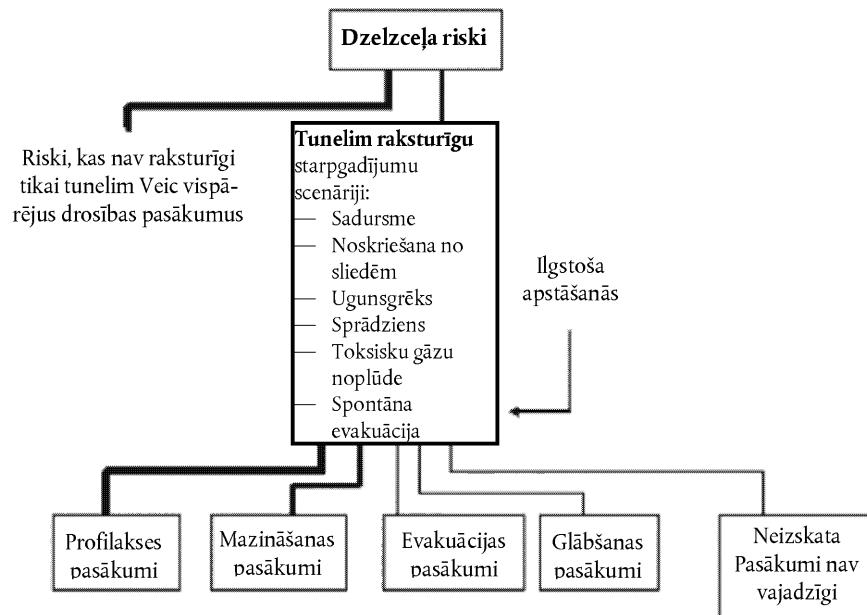 Dzelzceļa riski
Riski, kas nav raksturīgi
tikai tunelim Veic vispā-
rējus drosības pasākumus
Tunelim raksturīgu
starpgadījumu
scenāriji:
— Sadursme
— Noskriešana no
sliedēm
— Ugunsgrēks
— Sprādziens
— Toksisku gāzu
noplūde
— Spontāna
evakuācija
Ilgstoša
apstāšanās
Profilakses
pasākumi
Mazināšanas
pasākumi
Evakuācijas
pasākumi
Glābšanas
pasākumi
Neizskata
Pasākumi nav
vajadzīgi